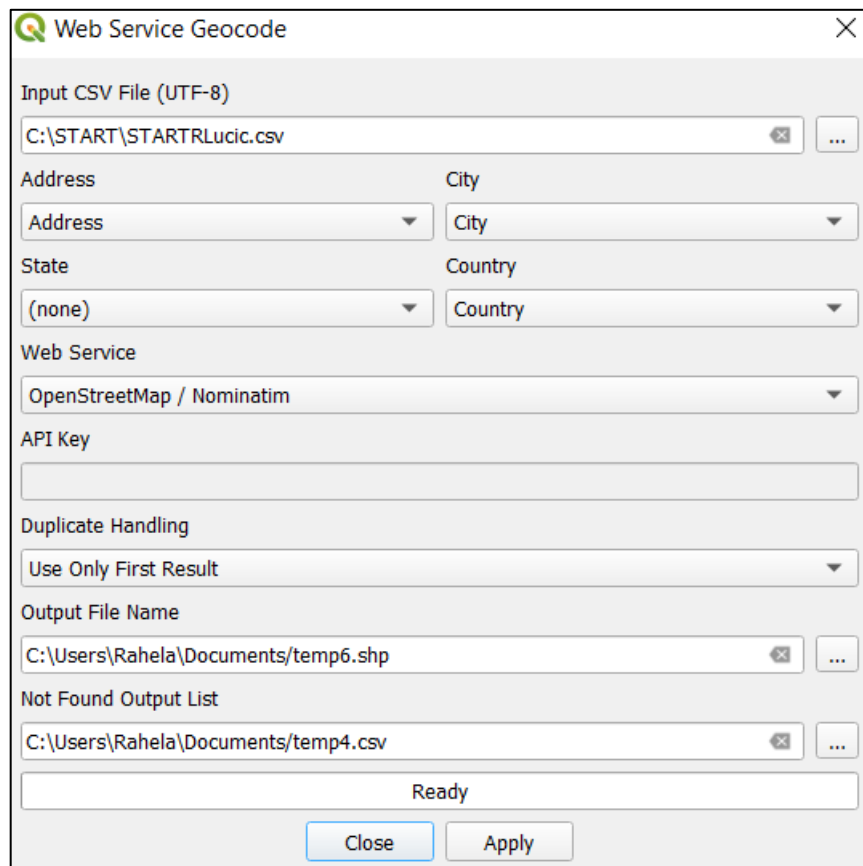 Web Service Geocode
Input CSV File (UTF-8)
C:\START\STARTRLucic.csv
...
Address City
Address City
State Country
(none) Country
Web Service
OpenStreetMap / Nominatim
API Key
Duplicate Handling
Use Only First Result
Output File Name
C:\Users\Rahela\Documents/temp6.shp
...
Not Found Output List
C:\Users\Rahela\Documents/temp4.csv
...
Ready
Close Apply